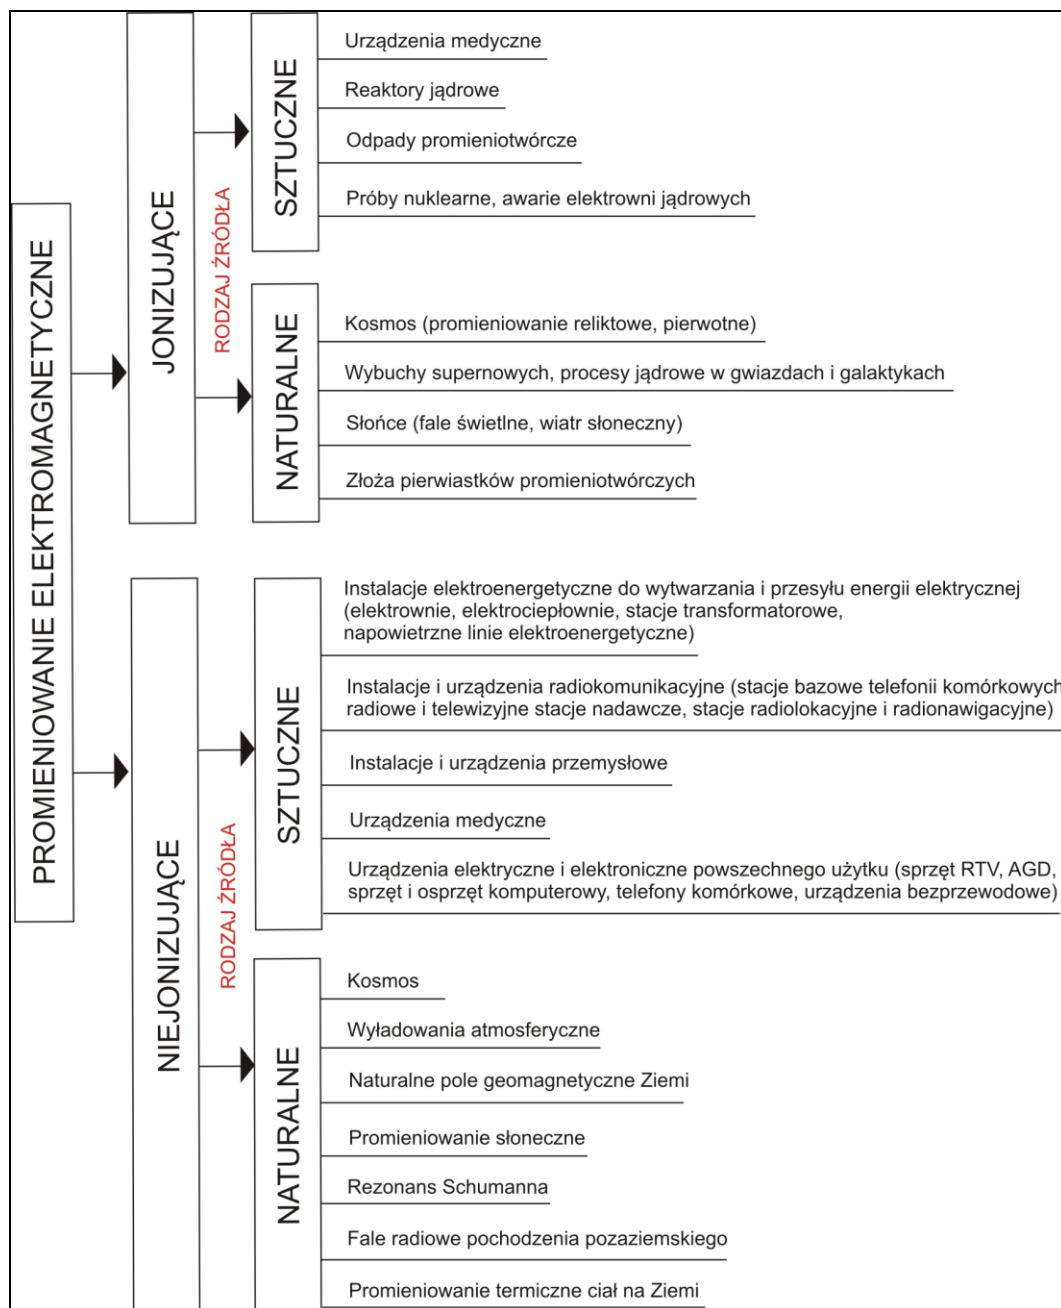 PROMIENIOWANIE ELEKTROMAGNETYCZNE
JONIZUJĄCE
RODZAJ ŹRÓDŁA
SZTUCZNE
Urządzenia medyczne
Reaktory jądrowe
Odpady promieniotwórcze
Próby nuklearne, awarie elektrowni jądrowych
NATURALNE
Kosmos (promieniowanie reliktowe, pierwotne)
Wybuchy supernowych, procesy jądrowe w gwiazdach i galaktykach
Słońce (fale świetlne, wiatr słoneczny)
Złoża pierwiastków promieniotwórczych
NIEJONIZUJĄCE
RODZAJ ŹRÓDŁA
SZTUCZNE
Instalacje elektroenergetyczne do wytwarzania i przesyłu energii elektrycznej
(elektrownie, elektrociepłownie, stacje transformatorowe,
napowietrzne linie elektroenergetyczne)
Instalacje i urządzenia radiokomunikacyjne (stacje bazowe telefonii komórkowych
radiowe i telewizyjne stacje nadawcze, stacje radiolokacyjne i radionawigacyjne)
Instalacje i urządzenia przemysłowe
Urządzenia medyczne
Urządzenia elektryczne i elektroniczne powszechnego użytku (sprzęt RTV, AGD,
sprzęt i osprzęt komputerowy, telefony komórkowe, urządzenia bezprzewodowe)
NATURALNE
Kosmos
Wyładowania atmosferyczne
Naturalne pole geomagnetyczne Ziemi
Promieniowanie słoneczne
Rezonans Schumanna
Fale radiowe pochodzenia pozaziemskiego
Promieniowanie termiczne ciał na Ziemi